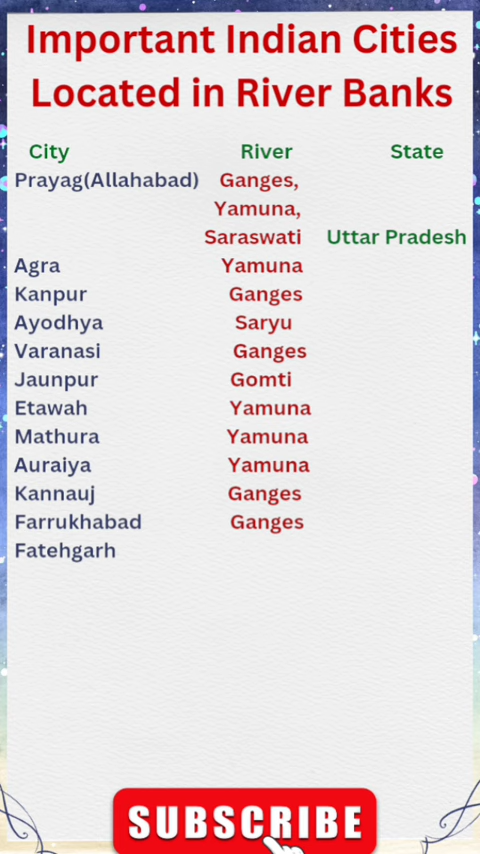 Important Indian Cities
Located in River Banks
City River State
Prayag(Allahabad) Ganges,
Yamuna,
Saraswati Uttar Pradesh
Agra Yamuna
Kanpur Ganges
Ayodhya Saryu
Varanasi Ganges
Jaunpur Gomti
Etawah Yamuna
Mathura Yamuna
Auraiya Yamuna
Kannauj Ganges
Farrukhabad Ganges
Fatehgarh
SUBSCRIBE